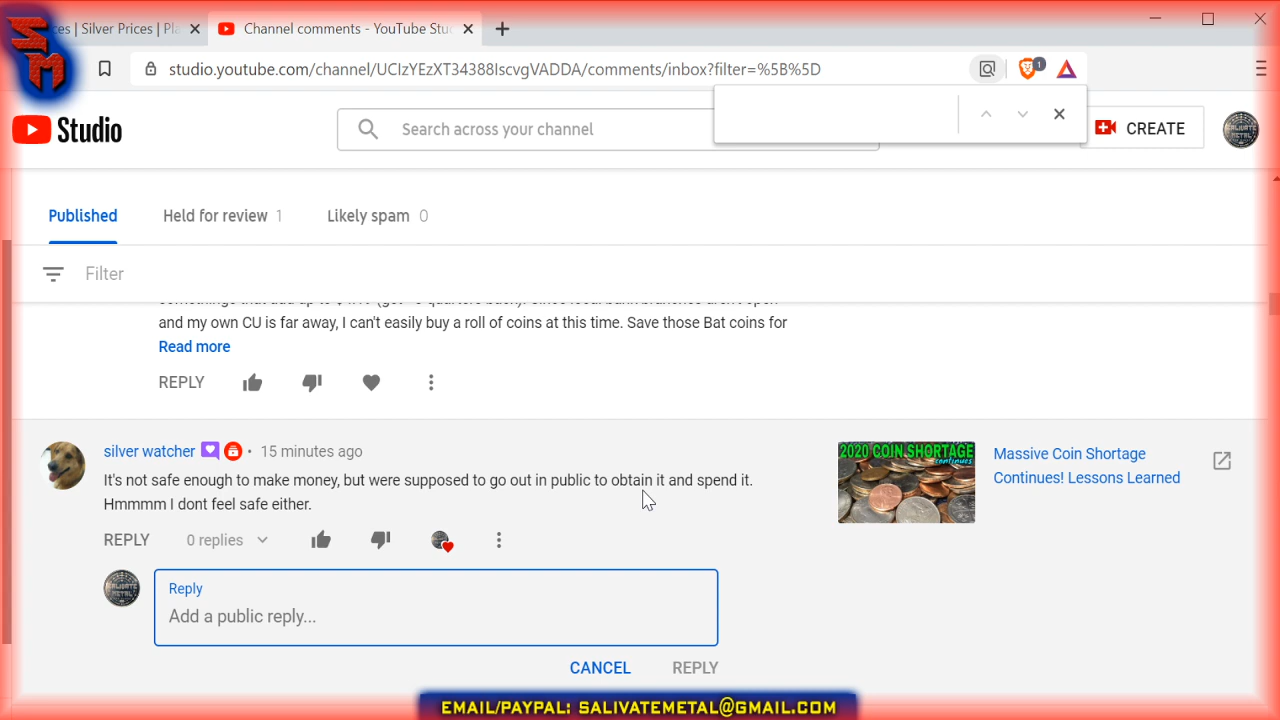 SM
ces | Silver Prices | Pla
Channel comments - YouTube Stu
studio.youtube.com/channel/UCIzYEzXT34388IscvgVADDA/comments/inbox?filter=%5B%5D
1
Studio
Search across your channel
CREATE
Published
Held for review 1
Likely spam 0
Filter
and my own CU is far away, I can't easily buy a roll of coins at this time. Save those Bat coins for
Read more
REPLY
silver watcher • 15 minutes ago
It's not safe enough to make money, but were supposed to go out in public to obtain it and spend it.
Hmmmm I dont feel safe either.
2020 COIN SHORTAGE
continues
Massive Coin Shortage
Continues! Lessons Learned
REPLY 0 replies
Reply
Add a public reply...
CANCEL REPLY
EMAIL/PAYPAL: SALIVATEMETAL@GMAIL.COM